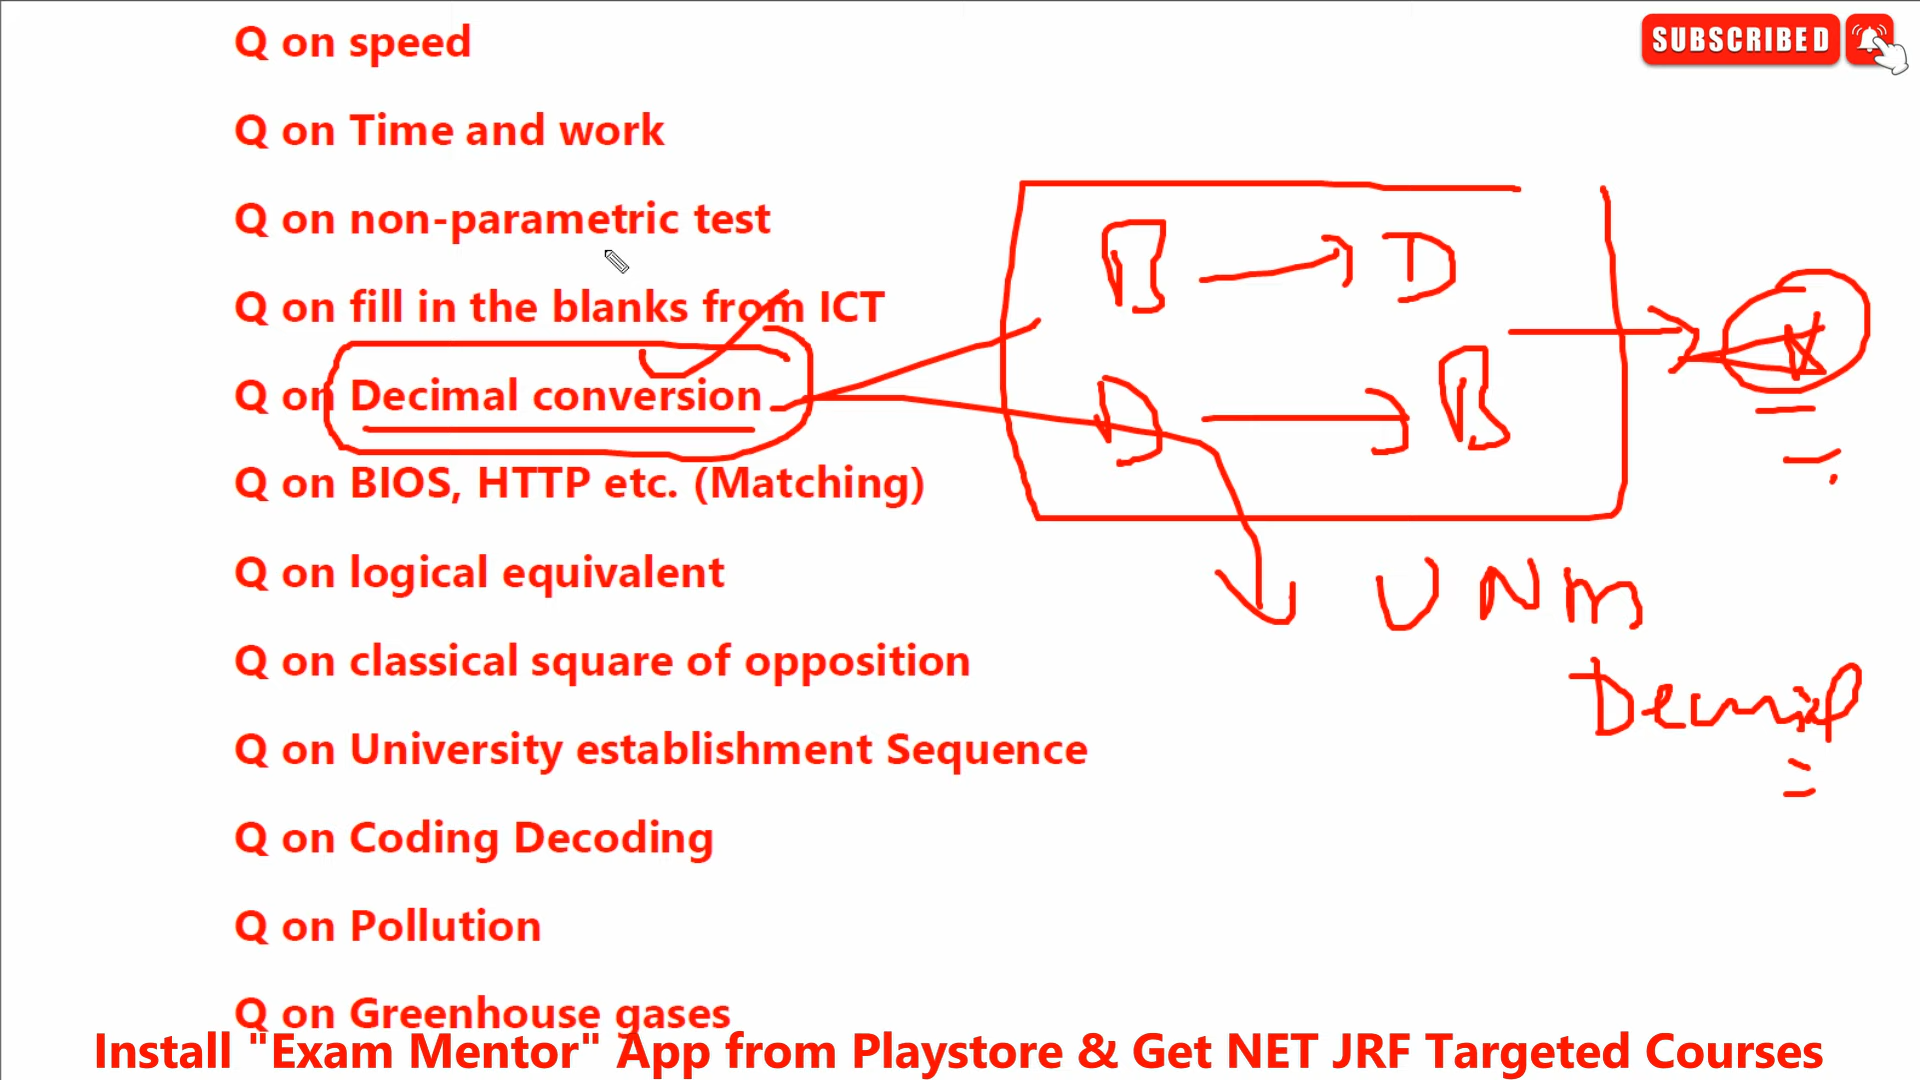 Q on speed
SUBSCRIBED
Q on Time and work
Q on non-parametric test
B → D
Q on fill in the blanks from ICT
Q on Decimal conversion
D → B
Q on BIOS, HTTP etc. (Matching)
Q on logical equivalent
U N m
Q on classical square of opposition
Q on University establishment Sequence
Q on Coding Decoding
Q on Pollution
Q on Greenhouse gases
Install "Exam Mentor" App from Playstore & Get NET JRF Targeted Courses